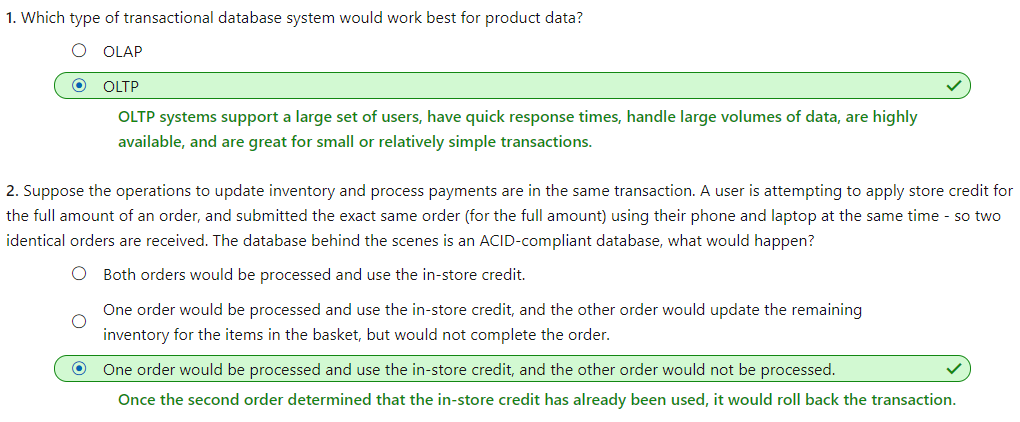 1. Which type of transactional database system would work best for product data?
OLAP
OLTP
OLTP systems support a large set of users, have quick response times, handle large volumes of data, are highly
available, and are great for small or relatively simple transactions.
2. Suppose the operations to update inventory and process payments are in the same transaction. A user is attempting to apply store credit for
the full amount of an order, and submitted the exact same order (for the full amount) using their phone and laptop at the same time - so two
identical orders are received. The database behind the scenes is an ACID-compliant database, what would happen?
Both orders would be processed and use the in-store credit.
One order would be processed and use the in-store credit, and the other order would update the remaining
inventory for the items in the basket, but would not complete the order.
One order would be processed and use the in-store credit, and the other order would not be processed.
Once the second order determined that the in-store credit has already been used, it would roll back the transaction.